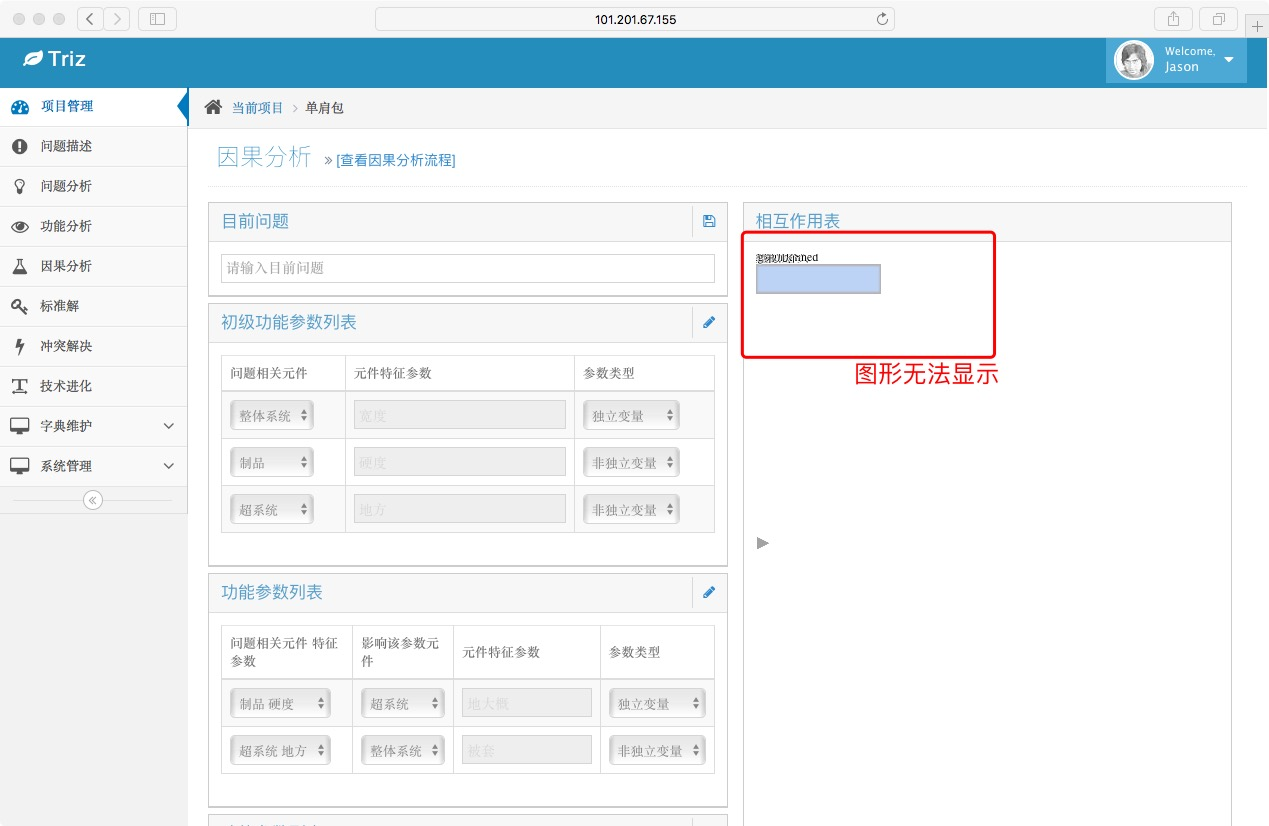 101.201.67.155
Triz
Welcome,
Jason
项目管理
问题描述
问题分析
功能分析
因果分析
标准解
冲突解决
技术进化
字典维护
系统管理
当前项目 > 单肩包
因果分析 » [查看因果分析流程]
目前问题
请输入目前问题
初级功能参数列表
问题相关元件 元件特征参数 参数类型
整体系统 宽度 独立变量
制品 硬度 非独立变量
超系统 地方 非独立变量
功能参数列表
问题相关元件 特征参数 影响该参数元件 元件特征参数 参数类型
制品 硬度 超系统 地大概 独立变量
超系统 地方 整体系统 被套 非独立变量
相互作用表
图形无法显示